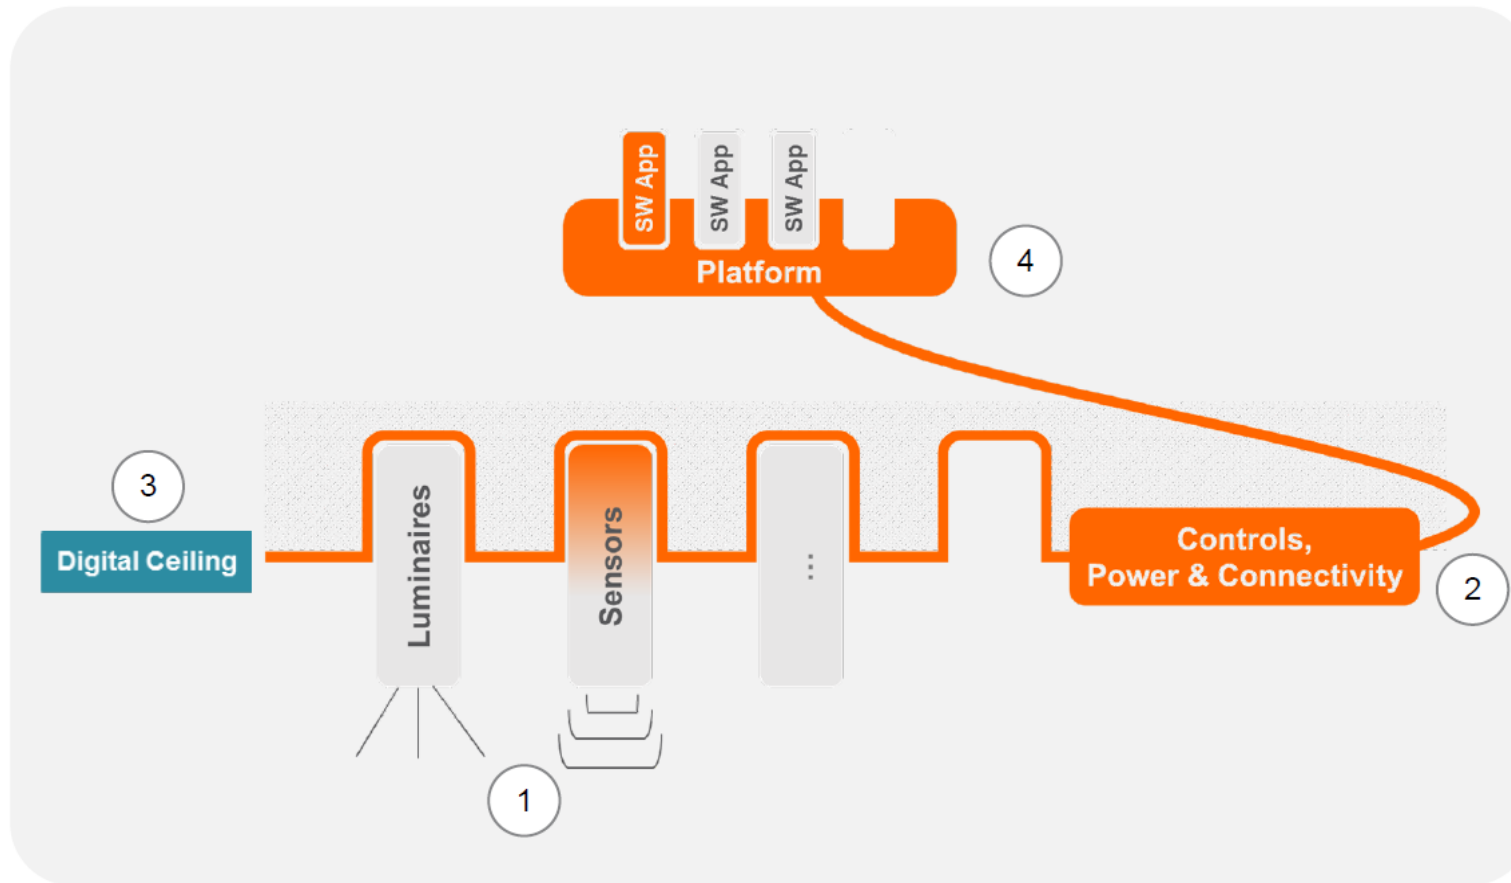 SW App
SW App
SW App
Platform
4
3
Digital Ceiling
Luminaires
Sensors
...
Controls,
Power & Connectivity
2
1